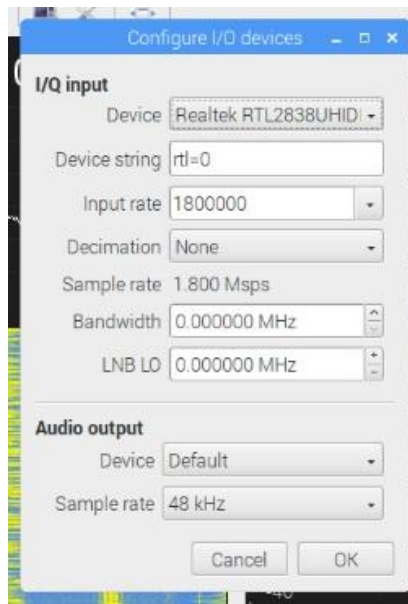 Configure I/O devices
I/Q input
Device Realtek RTL2838UHIDI
Device string rtl=0
Input rate 1800000
Decimation None
Sample rate 1.800 Msps
Bandwidth 0.000000 MHz
LNB LO 0.000000 MHz
Audio output
Device Default
Sample rate 48 kHz
Cancel OK
-40